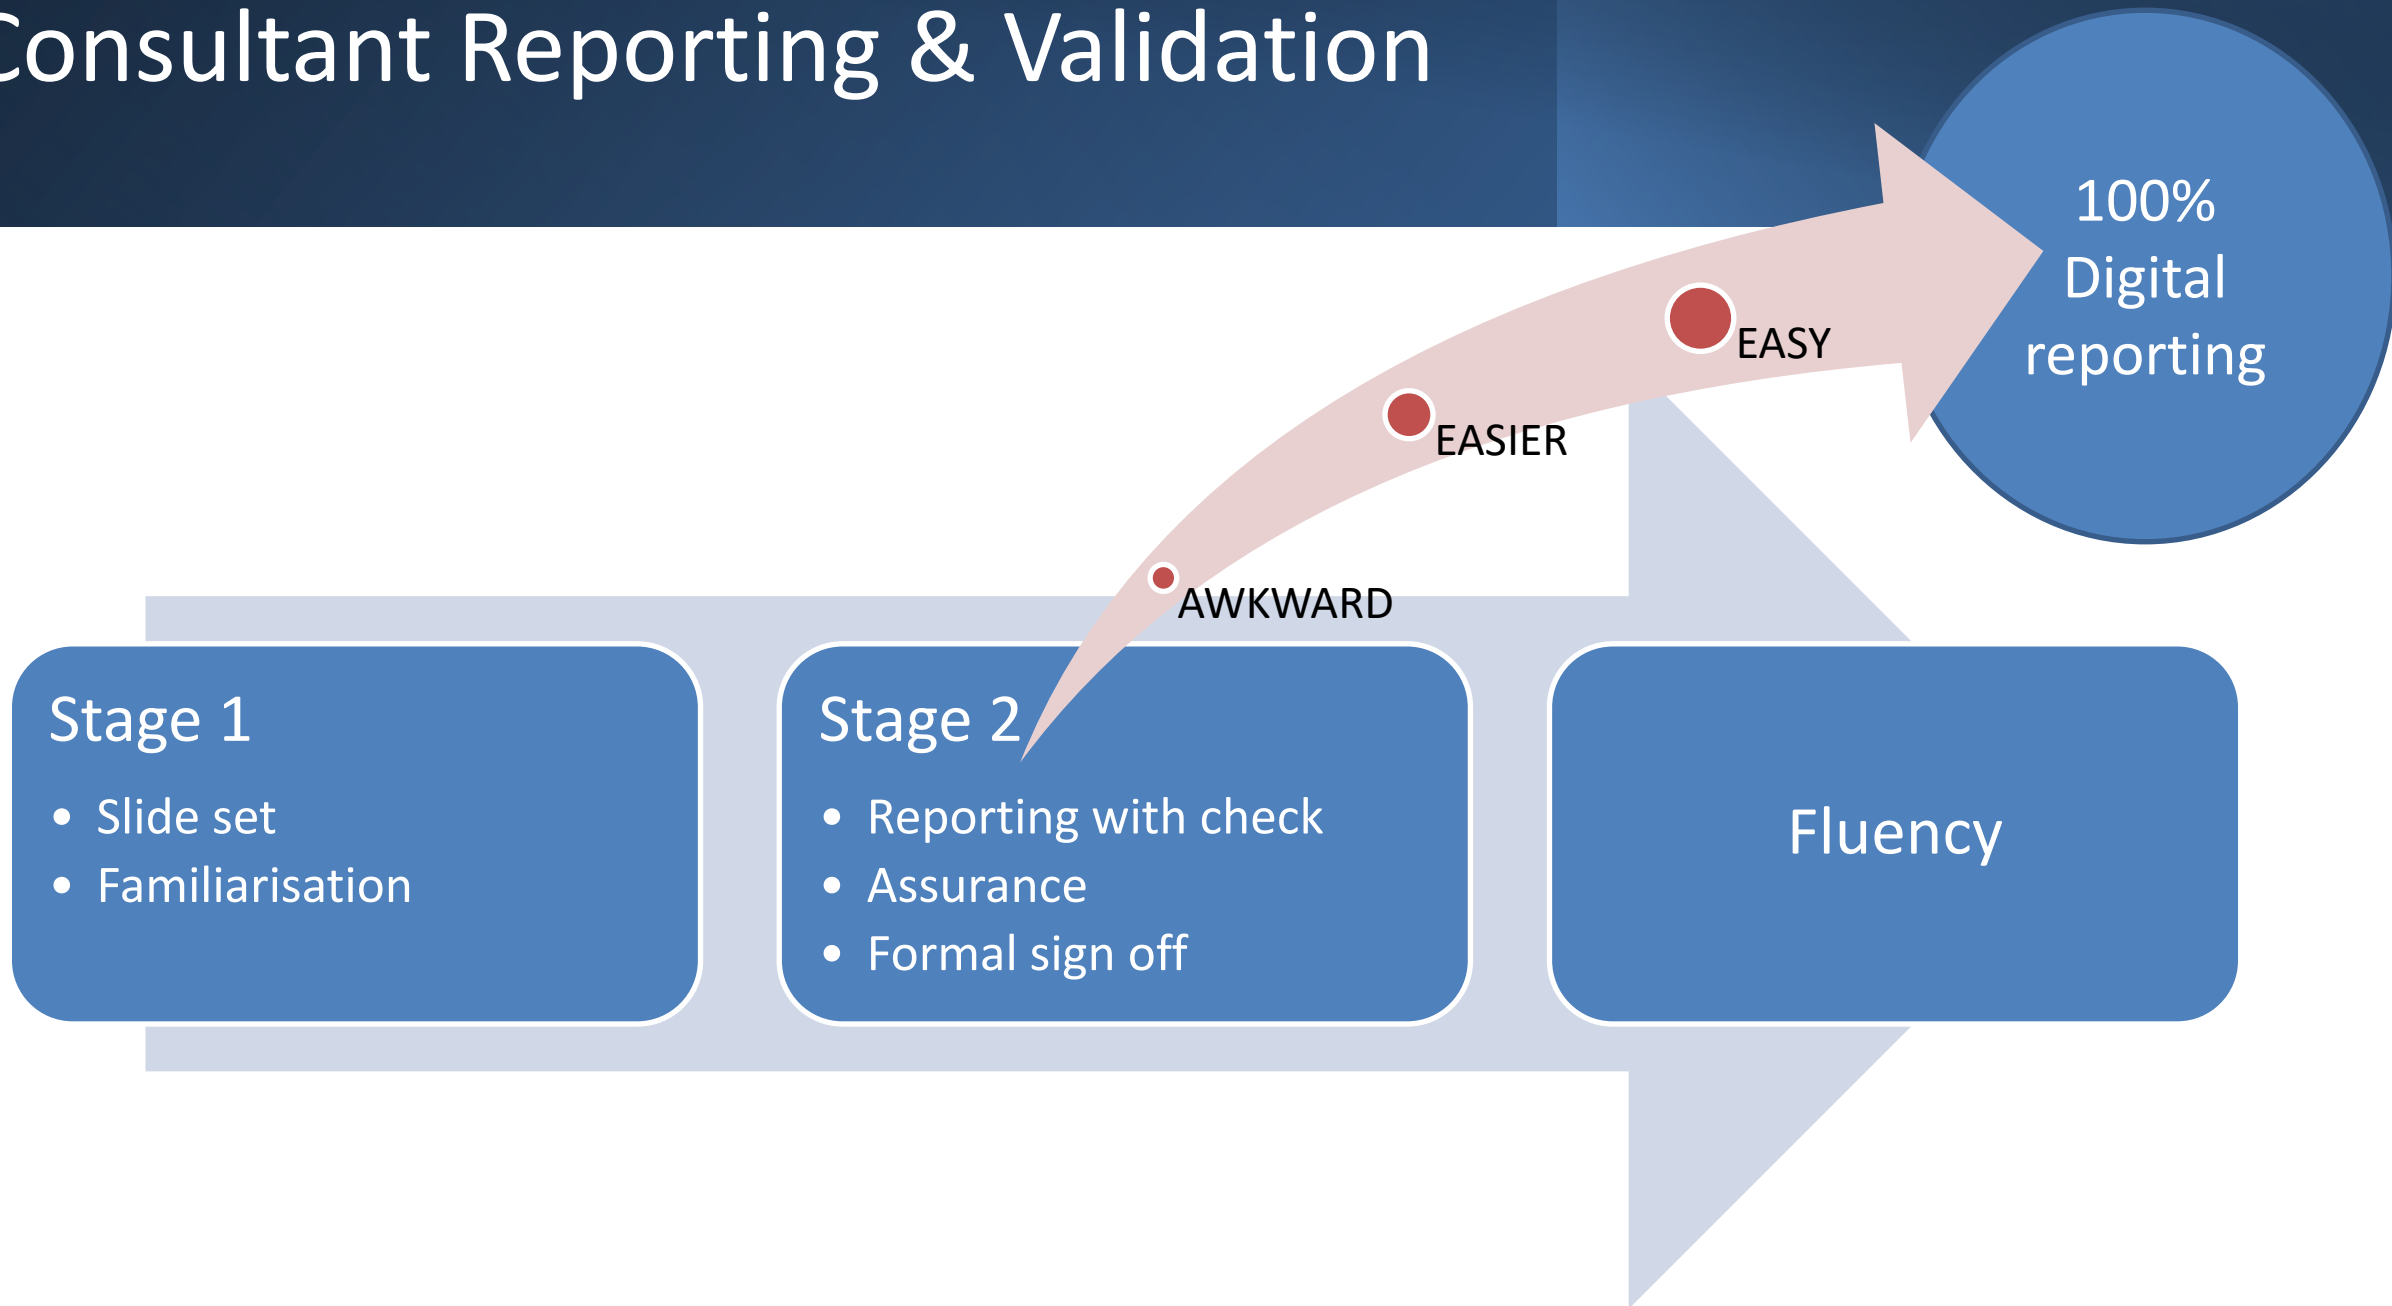 Consultant Reporting & Validation
100%
Digital
reporting
EASY
EASIER
AWKWARD
Stage 1
• Slide set
• Familiarisation
Stage 2
• Reporting with check
• Assurance
• Formal sign off
Fluency